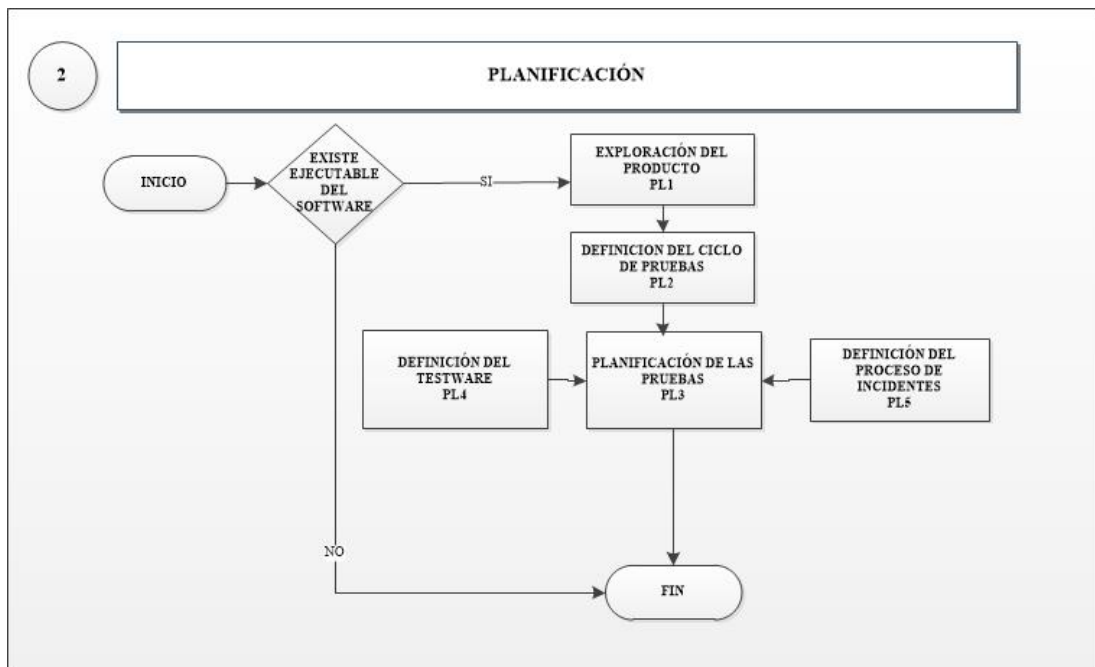 2
PLANIFICACIÓN
INICIO
EXISTE
EJECUTABLE
DEL
SOFTWARE
SI
EXPLORACIÓN DEL
PRODUCTO
PL1
DEFINICION DEL CICLO
DE PRUEBAS
PL2
DEFINICIÓN DEL
TESTWARE
PL4
PLANIFICACIÓN DE LAS
PRUEBAS
PL3
DEFINICIÓN DEL
PROCESO DE
INCIDENTES
PL5
NO
FIN